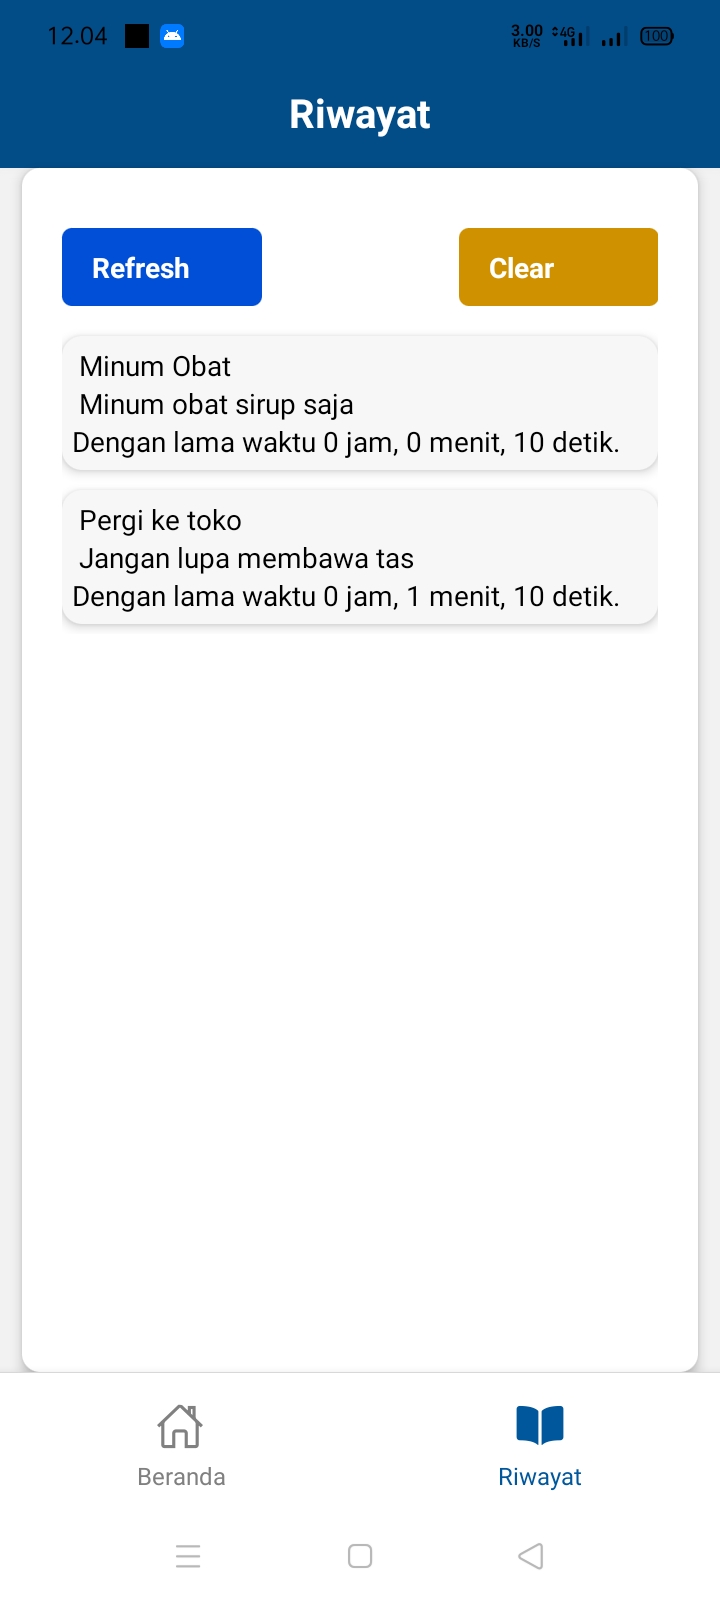 12.04
3.00
KB/S
4G
100
Riwayat
Refresh
Clear
Minum Obat
Minum obat sirup saja
Dengan lama waktu 0 jam, 0 menit, 10 detik.
Pergi ke toko
Jangan lupa membawa tas
Dengan lama waktu 0 jam, 1 menit, 10 detik.
Beranda
Riwayat